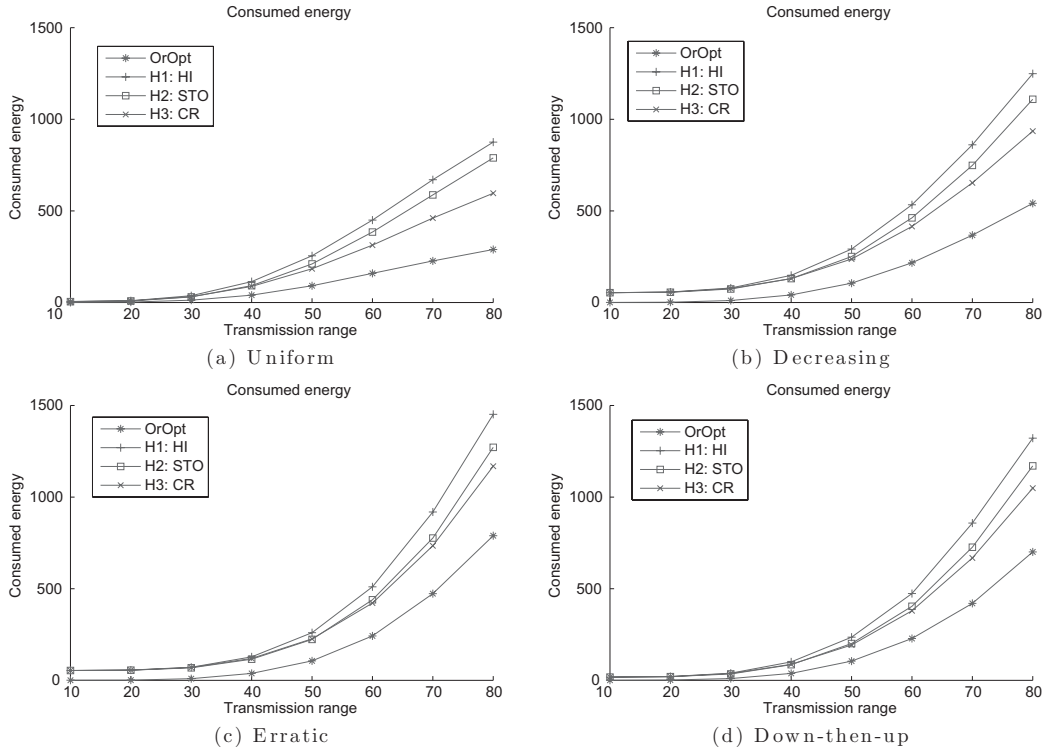 Consumed energy
1500
1000
500
0
Consumed energy
OrOpt
H1: HI
H2: STO
H3: CR
10 20 30 40 50 60 70 80
Transmission range
(a) Uniform
Consumed energy
1500
1000
500
0
Consumed energy
OrOpt
H1: HI
H2: STO
H3: CR
10 20 30 40 50 60 70 80
Transmission range
(b) Decreasing
Consumed energy
1500
1000
500
0
Consumed energy
OrOpt
H1: HI
H2: STO
H3: CR
10 20 30 40 50 60 70 80
Transmission range
(c) Erratic
Consumed energy
1500
1000
500
0
Consumed energy
OrOpt
H1: HI
H2: STO
H3: CR
10 20 30 40 50 60 70 80
Transmission range
(d) Down-then-up